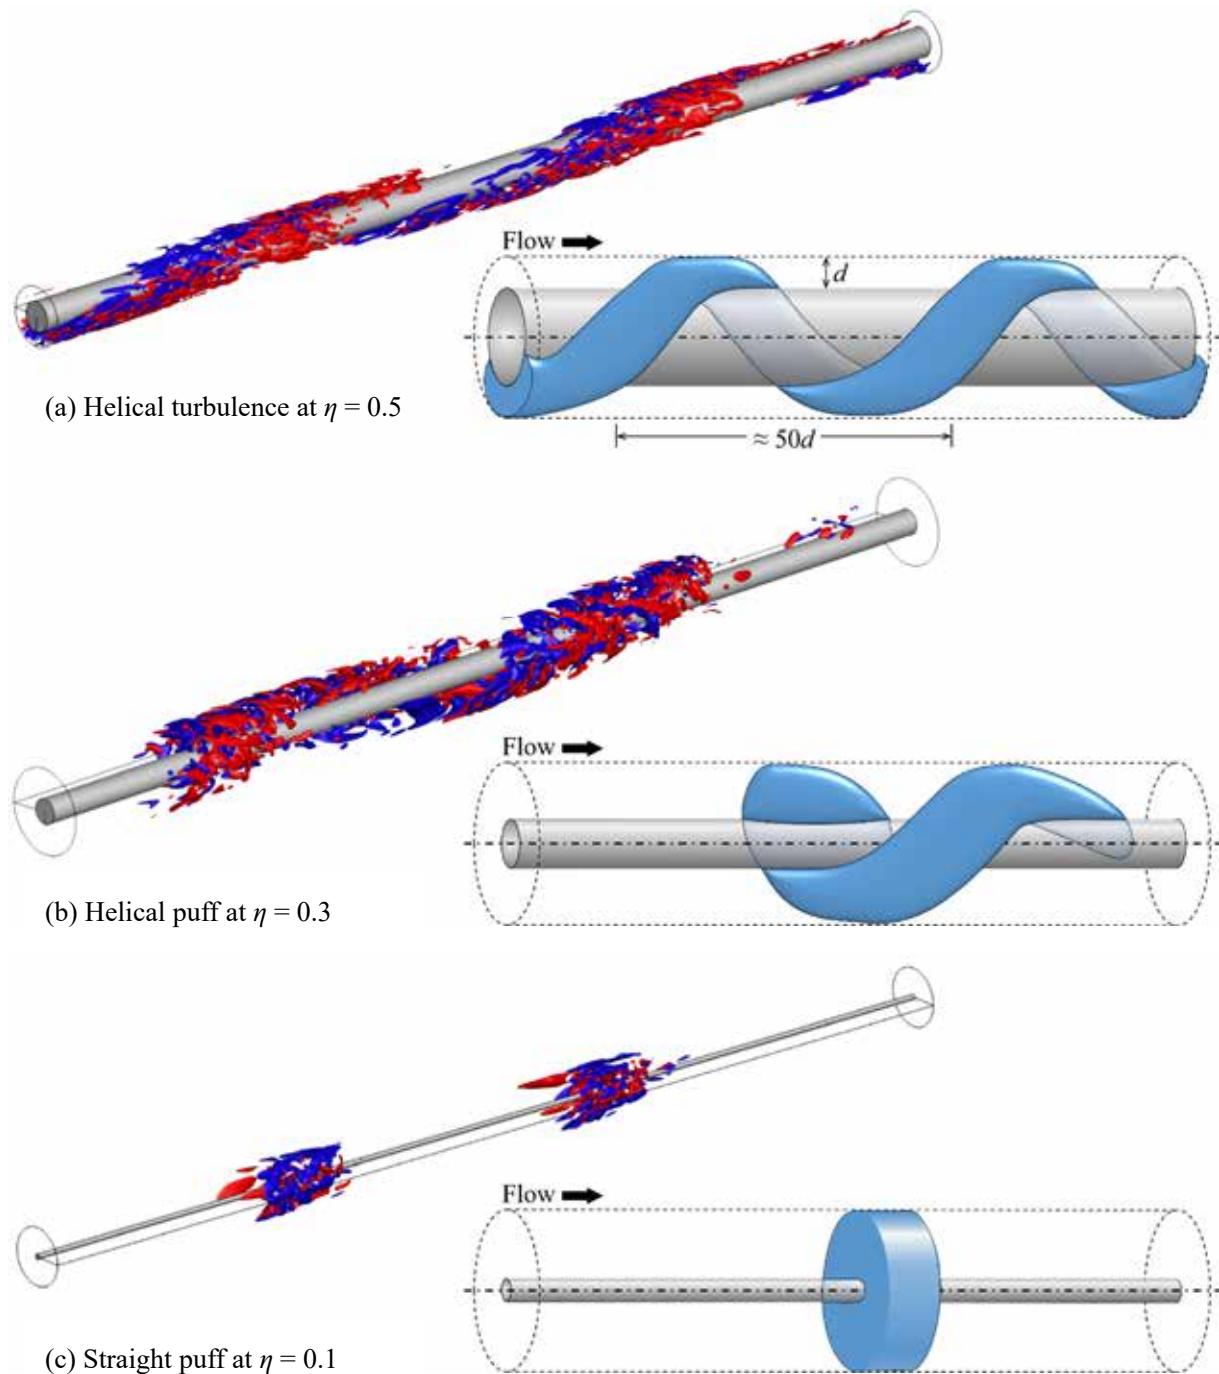 Flow
d
(a) Helical turbulence at η = 0.5
≈ 50d
Flow
(b) Helical puff at η = 0.3
Flow
(c) Straight puff at η = 0.1